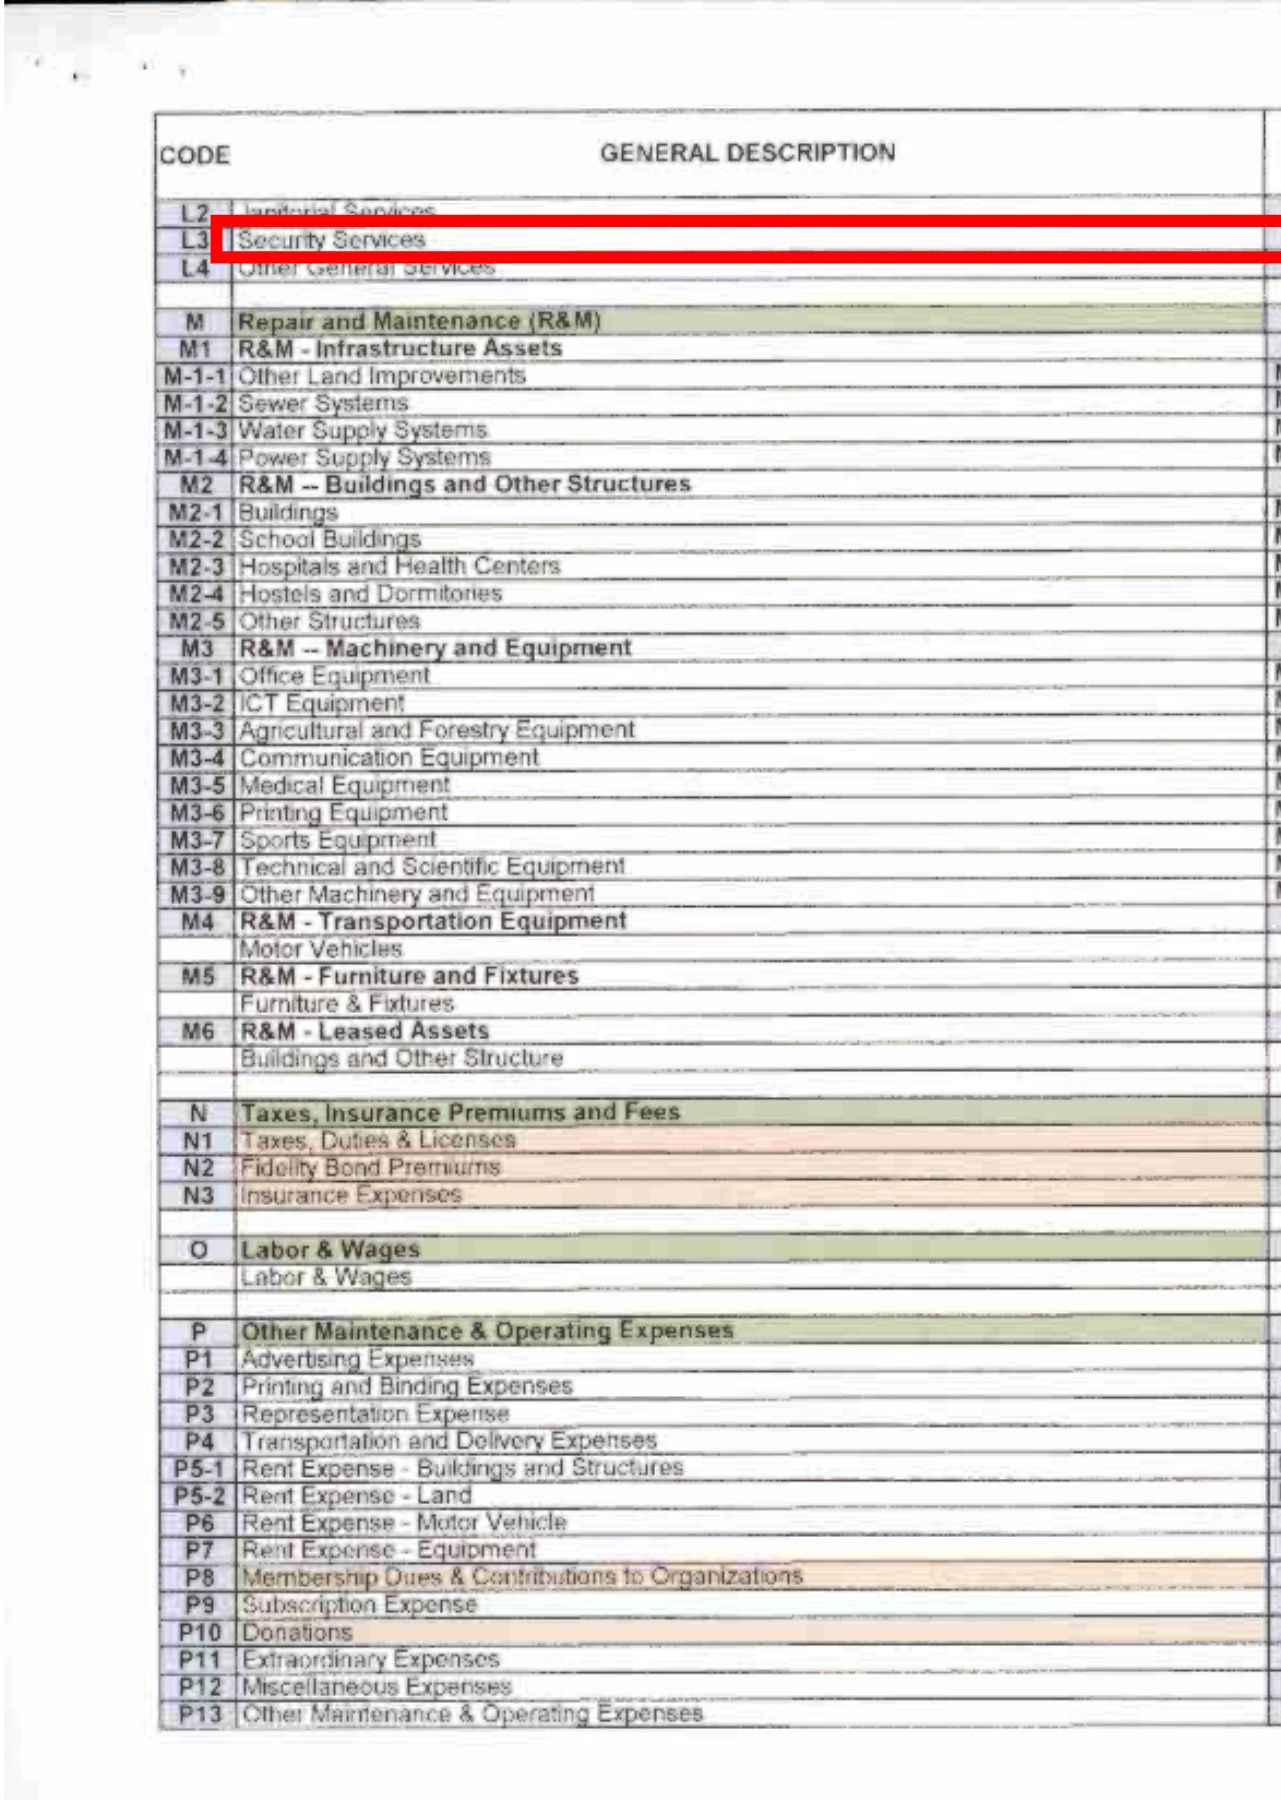 CODE GENERAL DESCRIPTION
L2 Janitorial Services
L3 Security Services
L4 Other General Services
M Repair and Maintenance (R&M)
M1 R&M - Infrastructure Assets
M-1-1 Other Land Improvements
M-1-2 Sewer Systems
M-1-3 Water Supply Systems
M-1-4 Power Supply Systems
M2 R&M -- Buildings and Other Structures
M2-1 Buildings
M2-2 School Buildings
M2-3 Hospitals and Health Centers
M2-4 Hostels and Dormitories
M2-5 Other Structures
M3 R&M -- Machinery and Equipment
M3-1 Office Equipment
M3-2 ICT Equipment
M3-3 Agricultural and Forestry Equipment
M3-4 Communication Equipment
M3-5 Medical Equipment
M3-6 Printing Equipment
M3-7 Sports Equipment
M3-8 Technical and Scientific Equipment
M3-9 Other Machinery and Equipment
M4 R&M - Transportation Equipment
Motor Vehicles
M5 R&M - Furniture and Fixtures
Furniture & Fixtures
M6 R&M - Leased Assets
Buildings and Other Structure
N Taxes, Insurance Premiums and Fees
N1 Taxes, Duties & Licenses
N2 Fidelity Bond Premiums
N3 Insurance Expenses
O Labor & Wages
Labor & Wages
P Other Maintenance & Operating Expenses
P1 Advertising Expenses
P2 Printing and Binding Expenses
P3 Representation Expense
P4 Transportation and Delivery Expenses
P5-1 Rent Expense - Buildings and Structures
P5-2 Rent Expense - Land
P6 Rent Expense - Motor Vehicle
P7 Rent Expense - Equipment
P8 Membership Dues & Contributions to Organizations
P9 Subscription Expense
P10 Donations
P11 Extraordinary Expenses
P12 Miscellaneous Expenses
P13 Other Maintenance & Operating Expenses